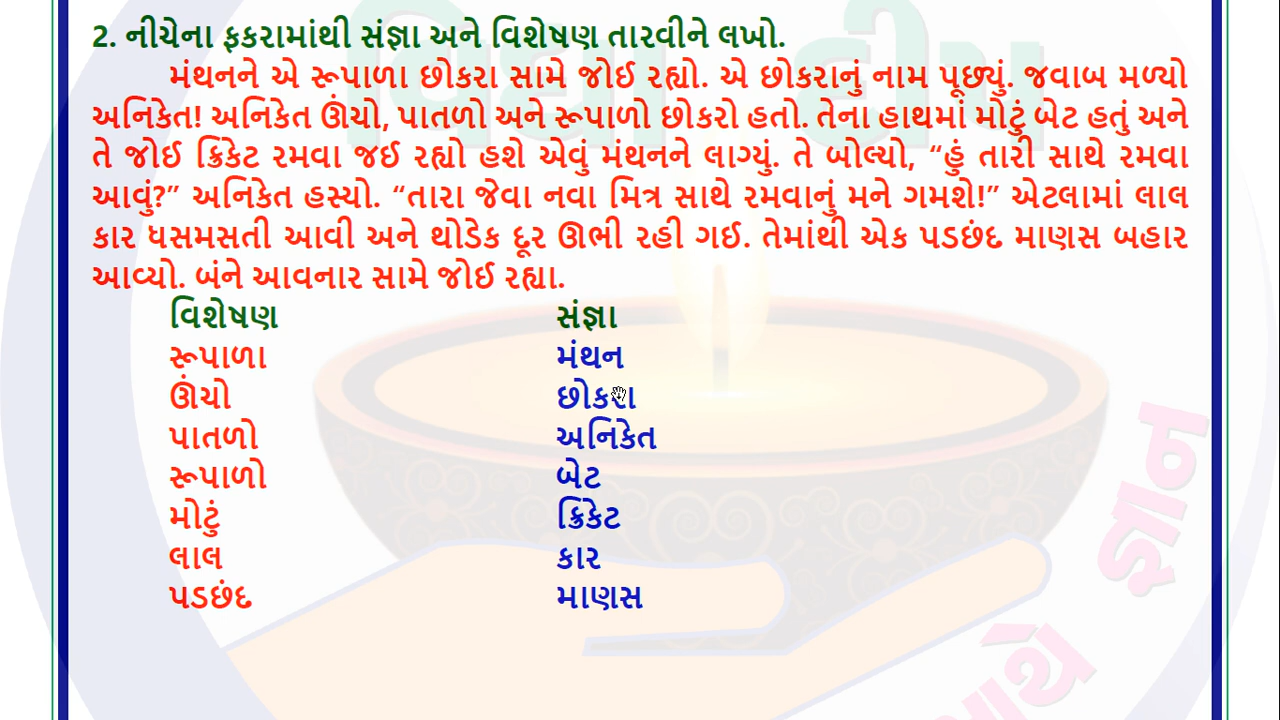 2. નીચેના ફકરામાંથી સંજ્ઞા અને વિશેષણ તારવીને લખો.
મંથનને એ રૂપાળા છોકરા સામે જોઈ રહ્યો. એ છોકરાનું નામ પૂછ્યું. જવાબ મળ્યો
અનિકેત! અનિકેત ઊંચો, પાતળો અને રૂપાળો છોકરો હતો. તેના હાથમાં મોટું બેટ હતું અને
તે જોઈ ક્રિકેટ રમવા જઈ રહ્યો હશે એવું મંથનને લાગ્યું. તે બોલ્યો, “હું તારી સાથે રમવા
આવું?” અનિકેત હસ્યો. “તારા જેવા નવા મિત્ર સાથે રમવાનું મને ગમશે!” એટલામાં લાલ
કાર ધસમસતી આવી અને થોડેક દૂર ઊભી રહી ગઈ. તેમાંથી એક પડછંદ માણસ બહાર
આવ્યો. બંને આવનાર સામે જોઈ રહ્યા.
વિશેષણ સંજ્ઞા
રૂપાળા મંથન
ઊંચો છોકરા
પાતળો અનિકેત
રૂપાળો બેટ
મોટું ક્રિકેટ
લાલ કાર
પડછંદ માણસ
વિદ્યા દીપ
જ્ઞાન
સાથે